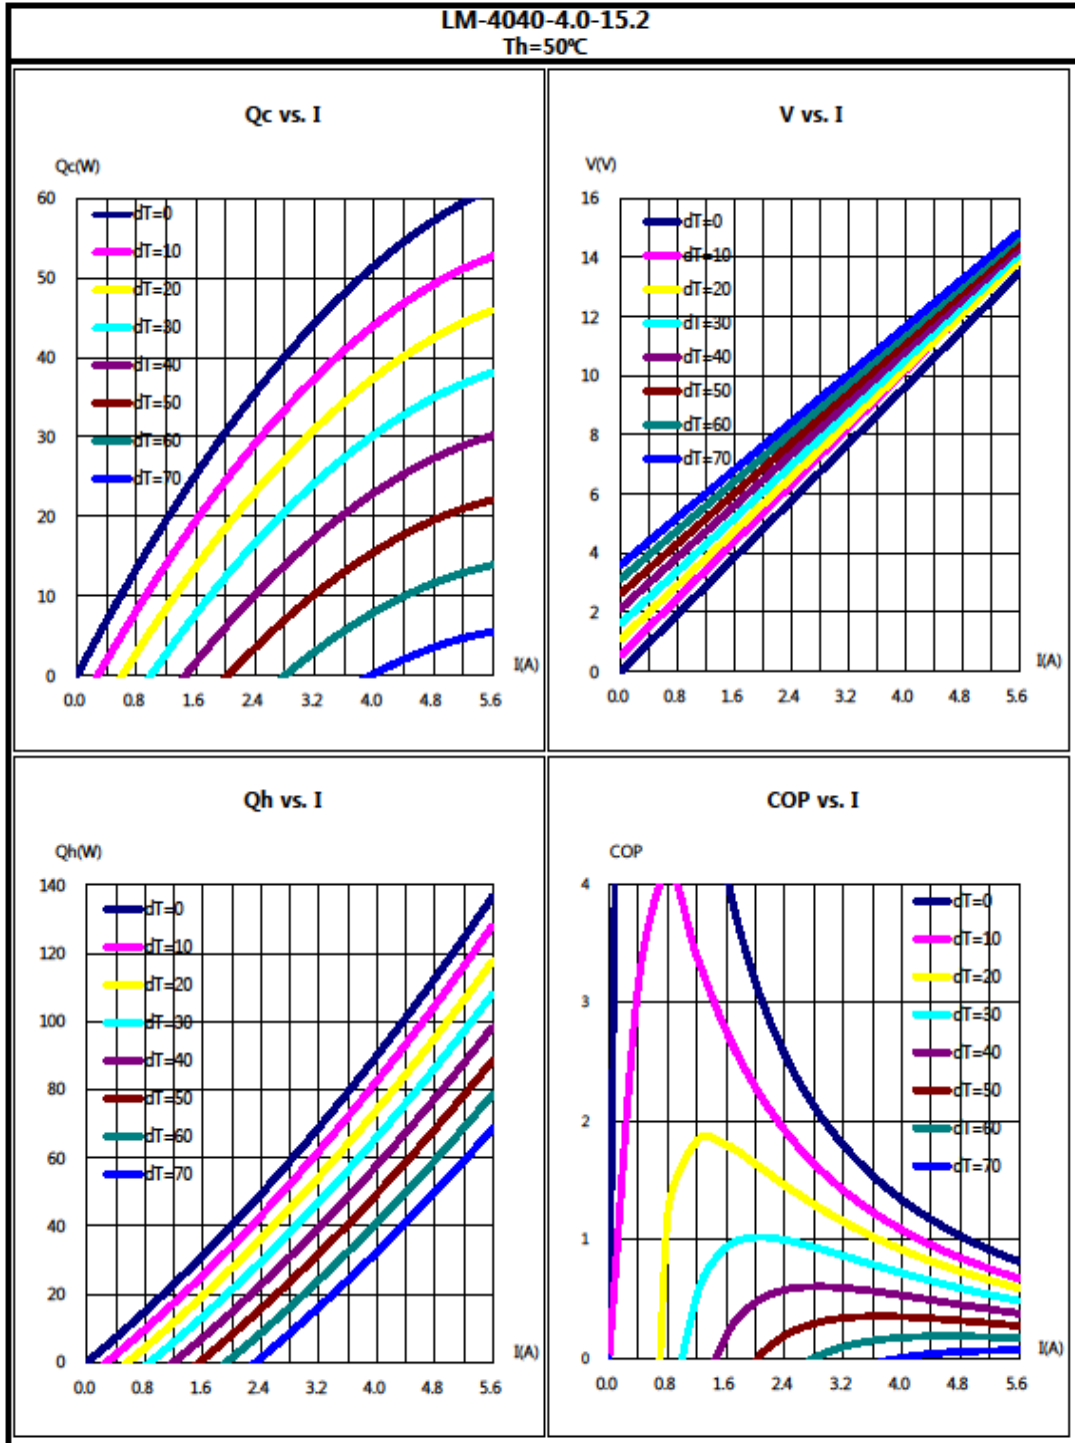 LM-4040-4.0-15.2
Th=50℃
Qc vs. I
Qc(W)
60
50
40
30
20
10
0
dT=0
dT=10
dT=20
dT=30
dT=40
dT=50
dT=60
dT=70
I(A)
0.0 0.8 1.6 2.4 3.2 4.0 4.8 5.6
V vs. I
V(V)
16
14
12
10
8
6
4
2
0
dT=0
dT=10
dT=20
dT=30
dT=40
dT=50
dT=60
dT=70
I(A)
0.0 0.8 1.6 2.4 3.2 4.0 4.8 5.6
Qh vs. I
Qh(W)
140
120
100
80
60
40
20
0
dT=0
dT=10
dT=20
dT=30
dT=40
dT=50
dT=60
dT=70
I(A)
0.0 0.8 1.6 2.4 3.2 4.0 4.8 5.6
COP vs. I
COP
4
3
2
1
0
dT=0
dT=10
dT=20
dT=30
dT=40
dT=50
dT=60
dT=70
I(A)
0.0 0.8 1.6 2.4 3.2 4.0 4.8 5.6